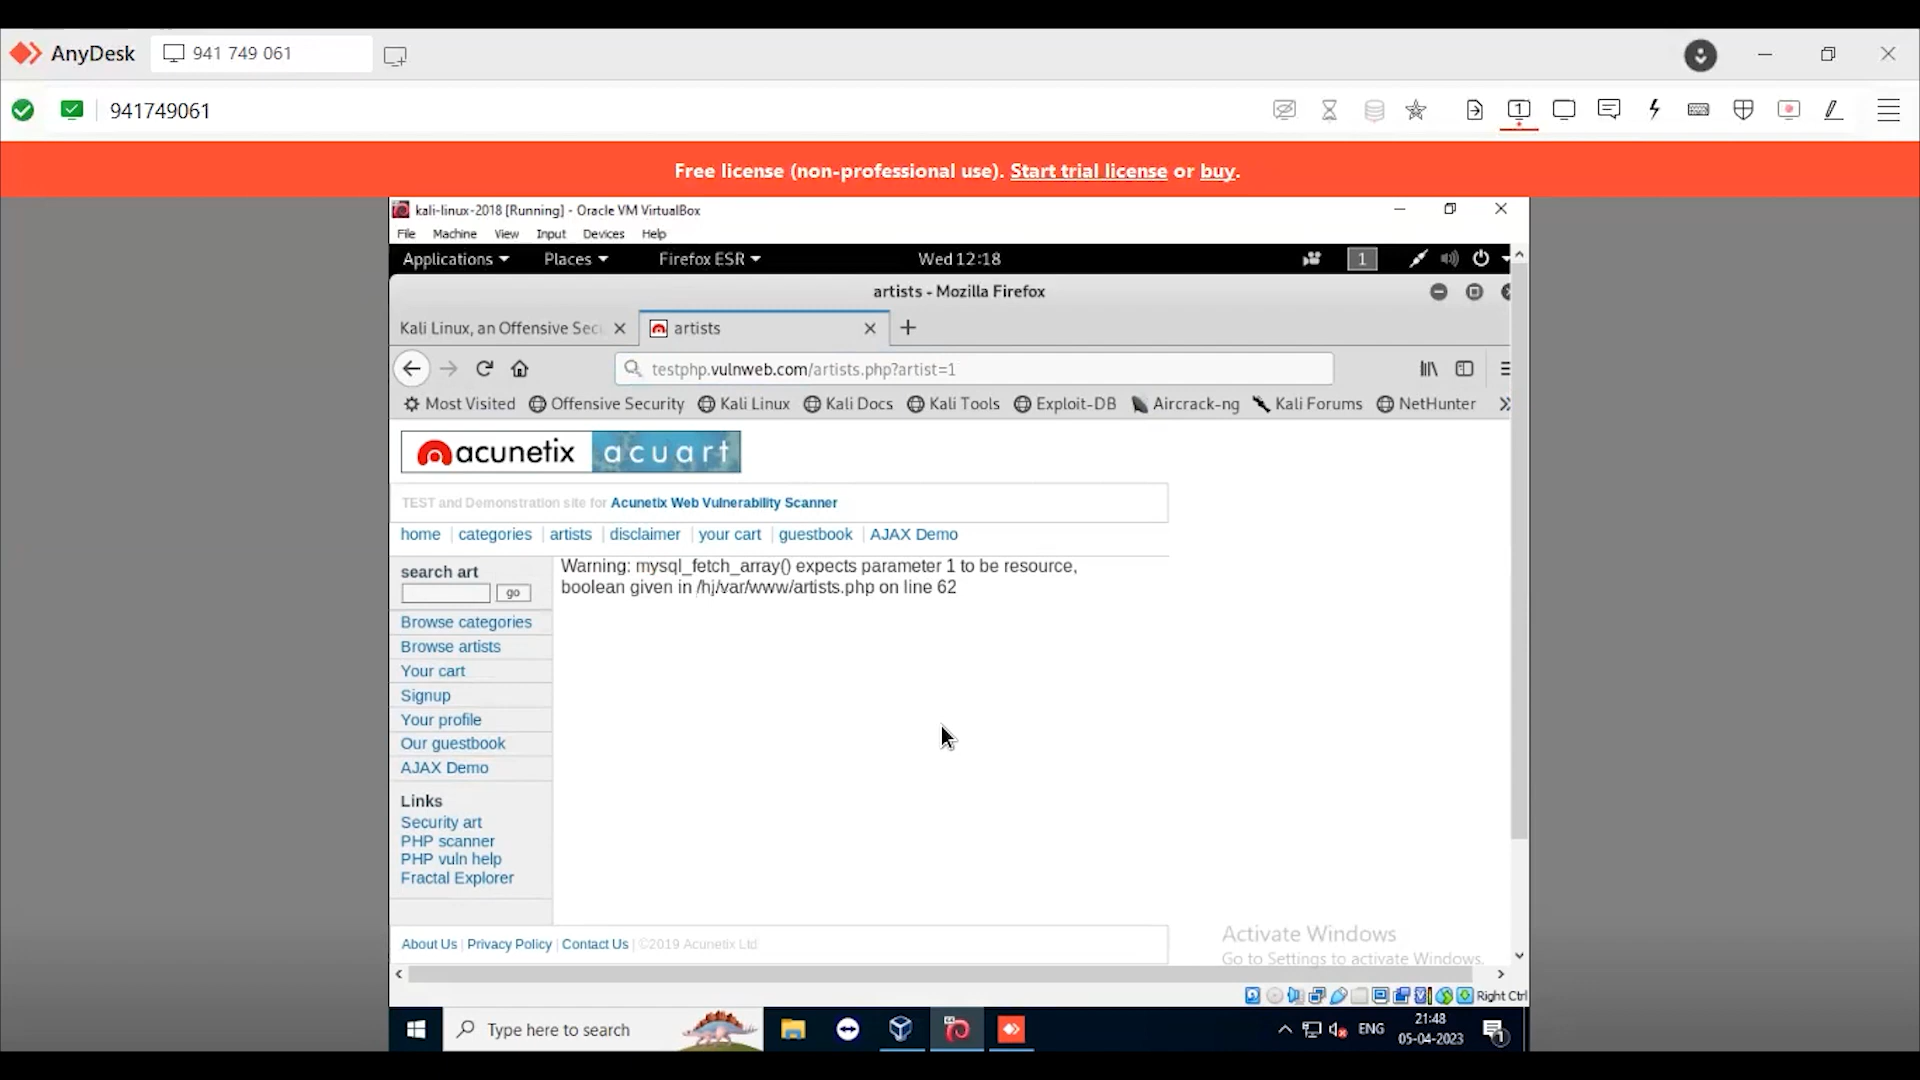 AnyDesk
941 749 061
941749061
Free license (non-professional use). Start trial license or buy.
kali-linux-2018 [Running] - Oracle VM VirtualBox
File Machine View Input Devices Help
Applications Places Firefox ESR Wed 12:18 1
artists - Mozilla Firefox
Kali Linux, an Offensive Sec
artists
testphp.vulnweb.com/artists.php?artist=1
Most Visited Offensive Security Kali Linux Kali Docs Kali Tools Exploit-DB Aircrack-ng Kali Forums NetHunter
acunetix acuart
TEST and Demonstration site for Acunetix Web Vulnerability Scanner
home categories artists disclaimer your cart guestbook AJAX Demo
search art
go
Browse categories
Browse artists
Your cart
Signup
Your profile
Our guestbook
AJAX Demo
Links
Security art
PHP scanner
PHP vuln help
Fractal Explorer
Warning: mysql_fetch_array() expects parameter 1 to be resource,
boolean given in /hj/var/www/artists.php on line 62
About Us | Privacy Policy | Contact Us | ©2019 Acunetix Ltd
Activate Windows
Go to Settings to activate Windows.
Right Ctrl
Type here to search
ENG
21:48
05-04-2023
1